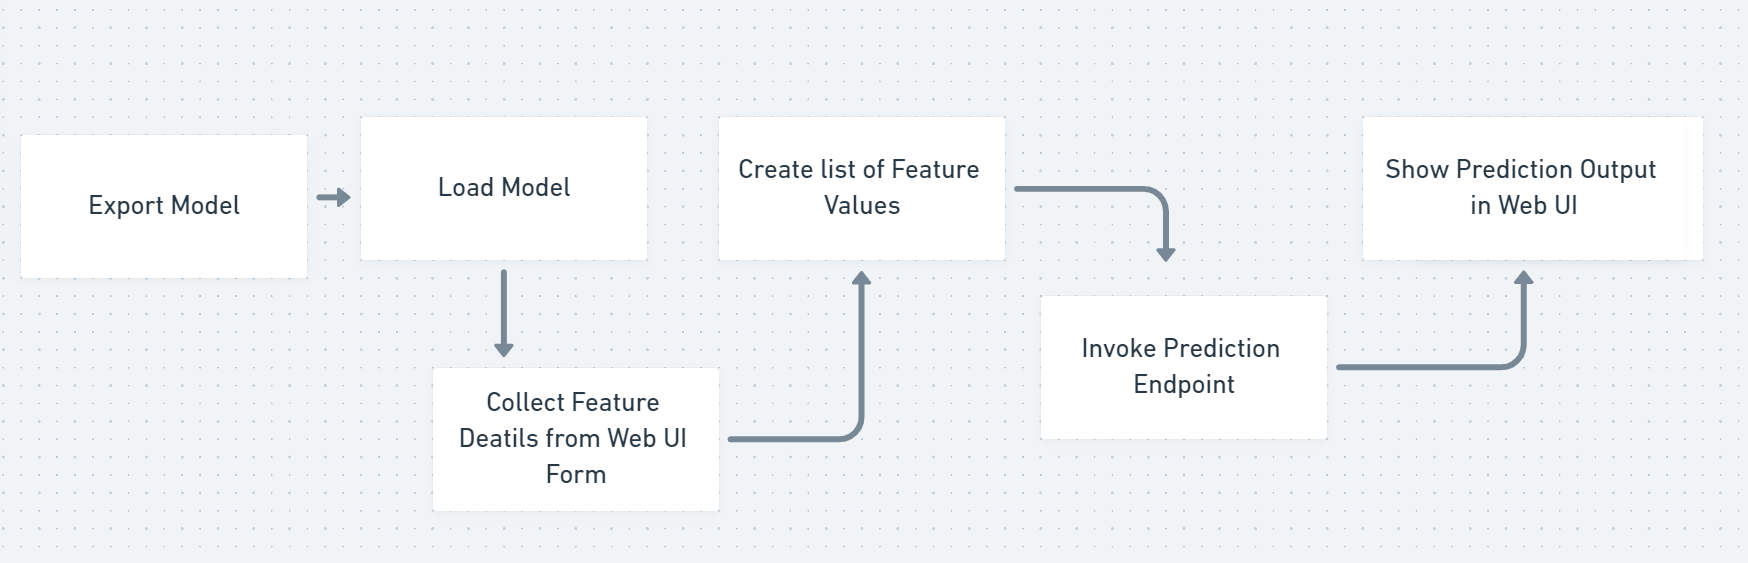 Export Model
Load Model
Collect Feature
Deatils from Web UI
Form
Create list of Feature
Values
Invoke Prediction
Endpoint
Show Prediction Output
in Web UI